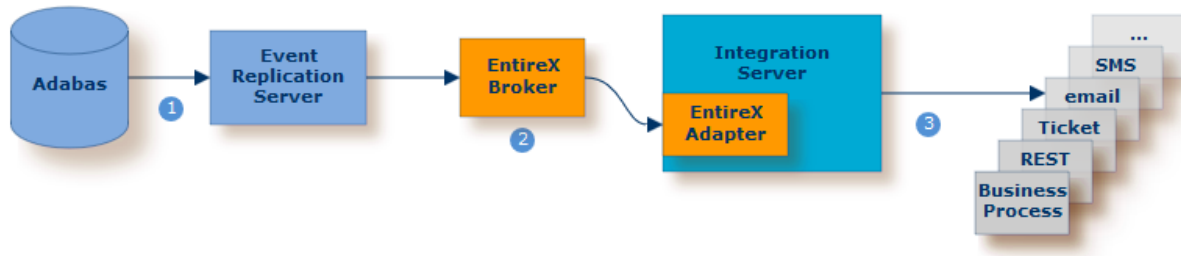 Adabas
1
Event
Replication
Server
EntireX
Broker
2
Integration
Server
EntireX
Adapter
3
...
SMS
email
Ticket
REST
Business
Process